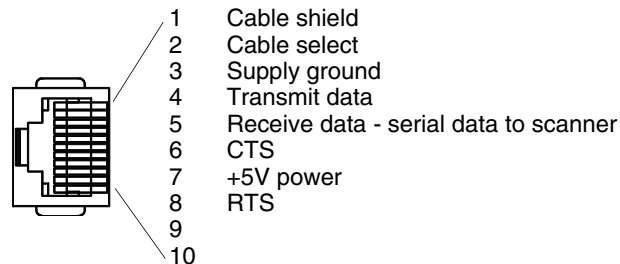 1 Cable shield
2 Cable select
3 Supply ground
4 Transmit data
5 Receive data - serial data to scanner
6 CTS
7 +5V power
8 RTS
9
10